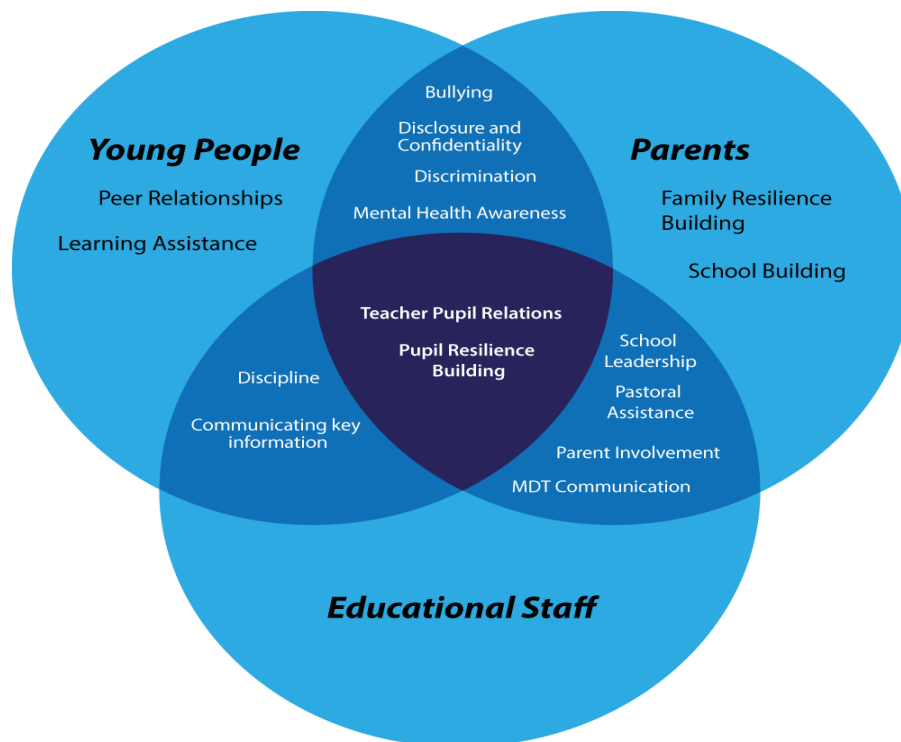 Bullying
Disclosure and
Confidentiality
Discrimination
Mental Health Awareness
Young People
Peer Relationships
Learning Assistance
Parents
Family Resilience
Building
School Building
Teacher Pupil Relations
Pupil Resilience
Building
Discipline
Communicating key
information
School
Leadership
Pastoral
Assistance
Parent Involvement
MDT Communication
Educational Staff